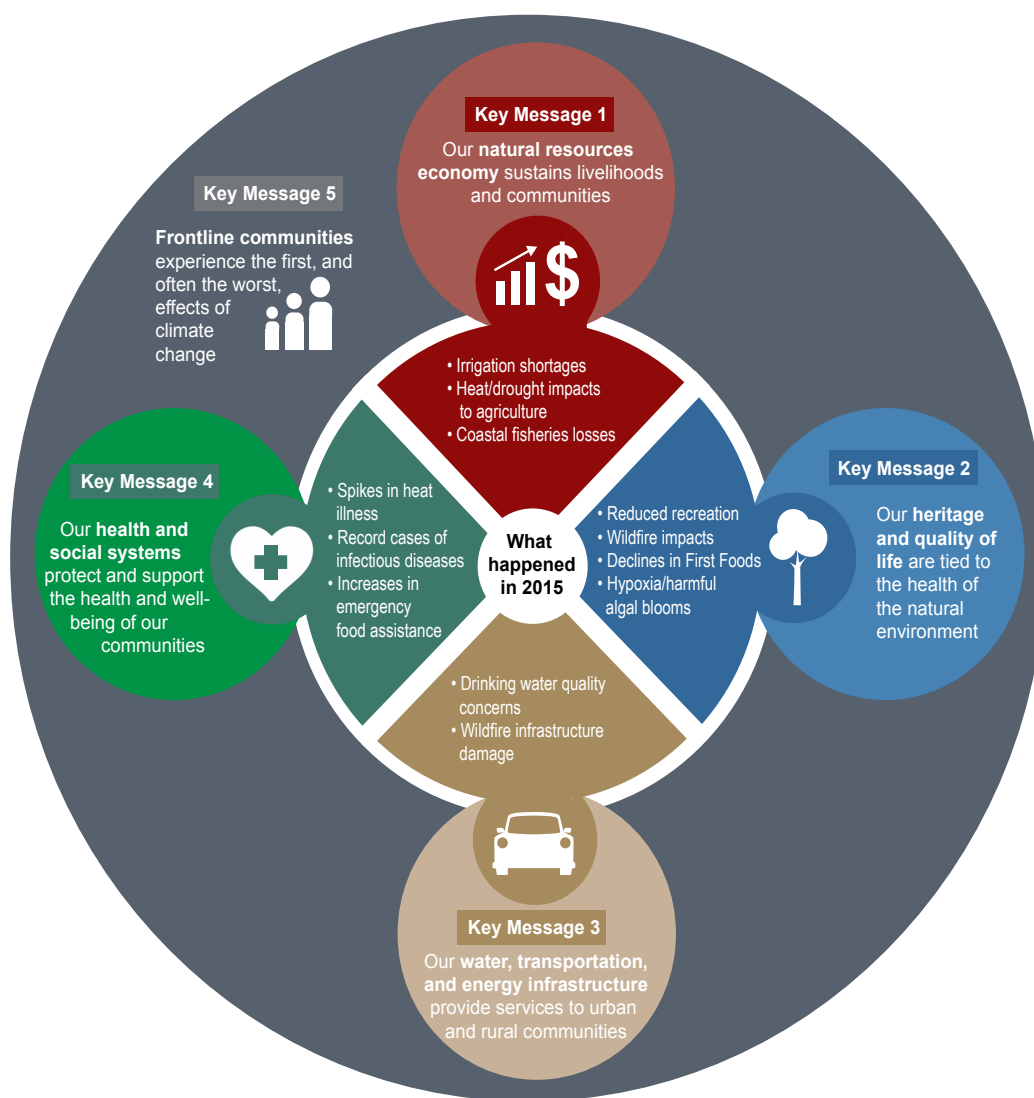 Key Message 1
Our natural resources
economy sustains livelihoods
and communities
$
Key Message 5
Frontline communities
experience the first, and
often the worst,
effects of
climate
change
• Irrigation shortages
• Heat/drought impacts
to agriculture
• Coastal fisheries losses
Key Message 4
Our health and
social systems
protect and support
the health and well-
being of our
communities
• Spikes in heat
illness
• Record cases of
infectious diseases
• Increases in
emergency
food assistance
What
happened
in 2015
• Reduced recreation
• Wildfire impacts
• Declines in First Foods
• Hypoxia/harmful
algal blooms
Key Message 2
Our heritage
and quality of
life are tied to
the health of
the natural
environment
• Drinking water quality
concerns
• Wildfire infrastructure
damage
Key Message 3
Our water, transportation,
and energy infrastructure
provide services to urban
and rural communities